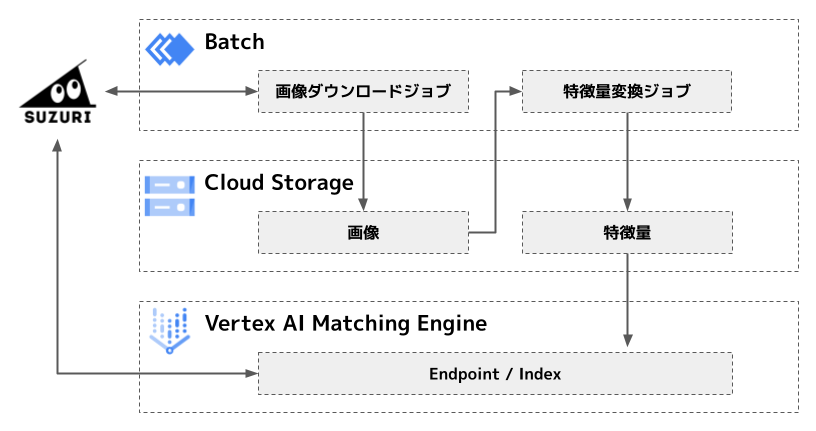 Batch
画像ダウンロードジョブ
特徴量変換ジョブ
SUZURI
Cloud Storage
画像
特徴量
Vertex AI Matching Engine
Endpoint / Index